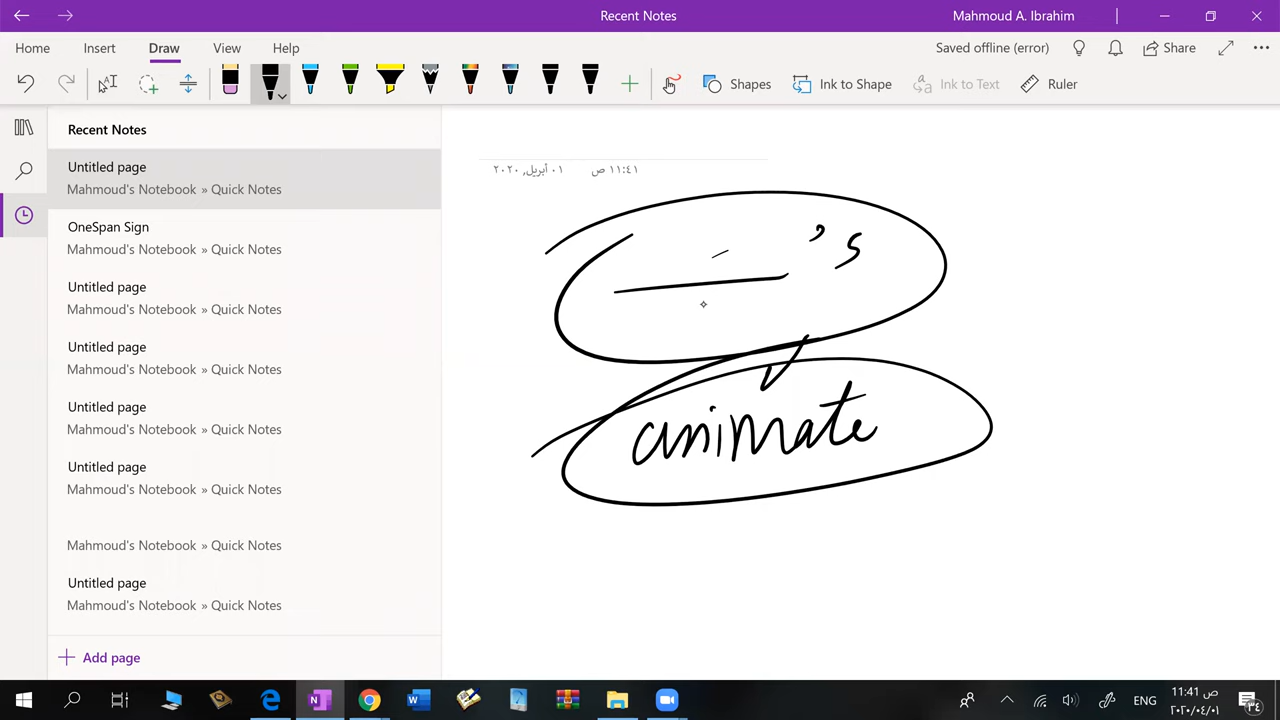 Recent Notes
Mahmoud A. Ibrahim
Home Insert Draw View Help
Saved offline (error)
Share
Shapes
Ink to Shape
Ink to Text
Ruler
Recent Notes
Untitled page
Mahmoud's Notebook » Quick Notes
OneSpan Sign
Mahmoud's Notebook » Quick Notes
Untitled page
Mahmoud's Notebook » Quick Notes
Untitled page
Mahmoud's Notebook » Quick Notes
Untitled page
Mahmoud's Notebook » Quick Notes
Untitled page
Mahmoud's Notebook » Quick Notes
Mahmoud's Notebook » Quick Notes
Untitled page
Mahmoud's Notebook » Quick Notes
Add page
٠١ أبريل, ٢٠٢٠ ١١:٤١ ص
's
animate
ENG
11:41 ص
٢٠٢٠/٠٤/٠١
٣٤